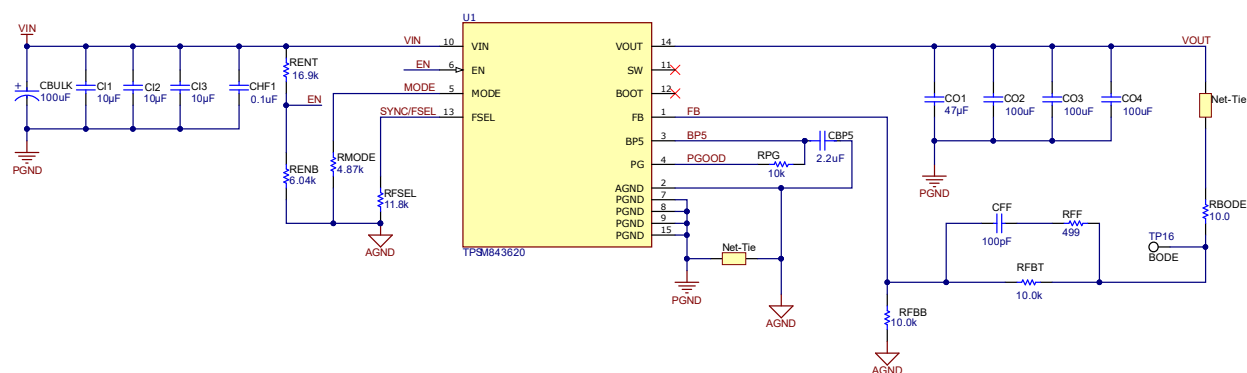 VIN
CBULK
100uF
CI1
10µF
CI2
10µF
CI3
10µF
CHF1
0.1uF
PGND
RENT
16.9k
EN
RENB
6.04k
RMODE
4.87k
RFSEL
11.8k
AGND
VIN
EN
MODE
SYNC/FSEL
U1
10 VIN
6 EN
5 MODE
13 FSEL
VOUT 14
SW 11
BOOT 12
FB 1
BP5 3
PG 4
AGND 2
PGND 7
PGND 8
PGND 9
PGND 15
TPSM843620
FB
BP5
PGOOD
RPG
10k
CBP5
2.2uF
Net-Tie
PGND
AGND
VOUT
CO1
47µF
CO2
100uF
CO3
100uF
CO4
100uF
PGND
Net-Tie
RBODE
10.0
TP16
BODE
CFF
100pF
RFF
499
RFBT
10.0k
RFBB
10.0k
AGND